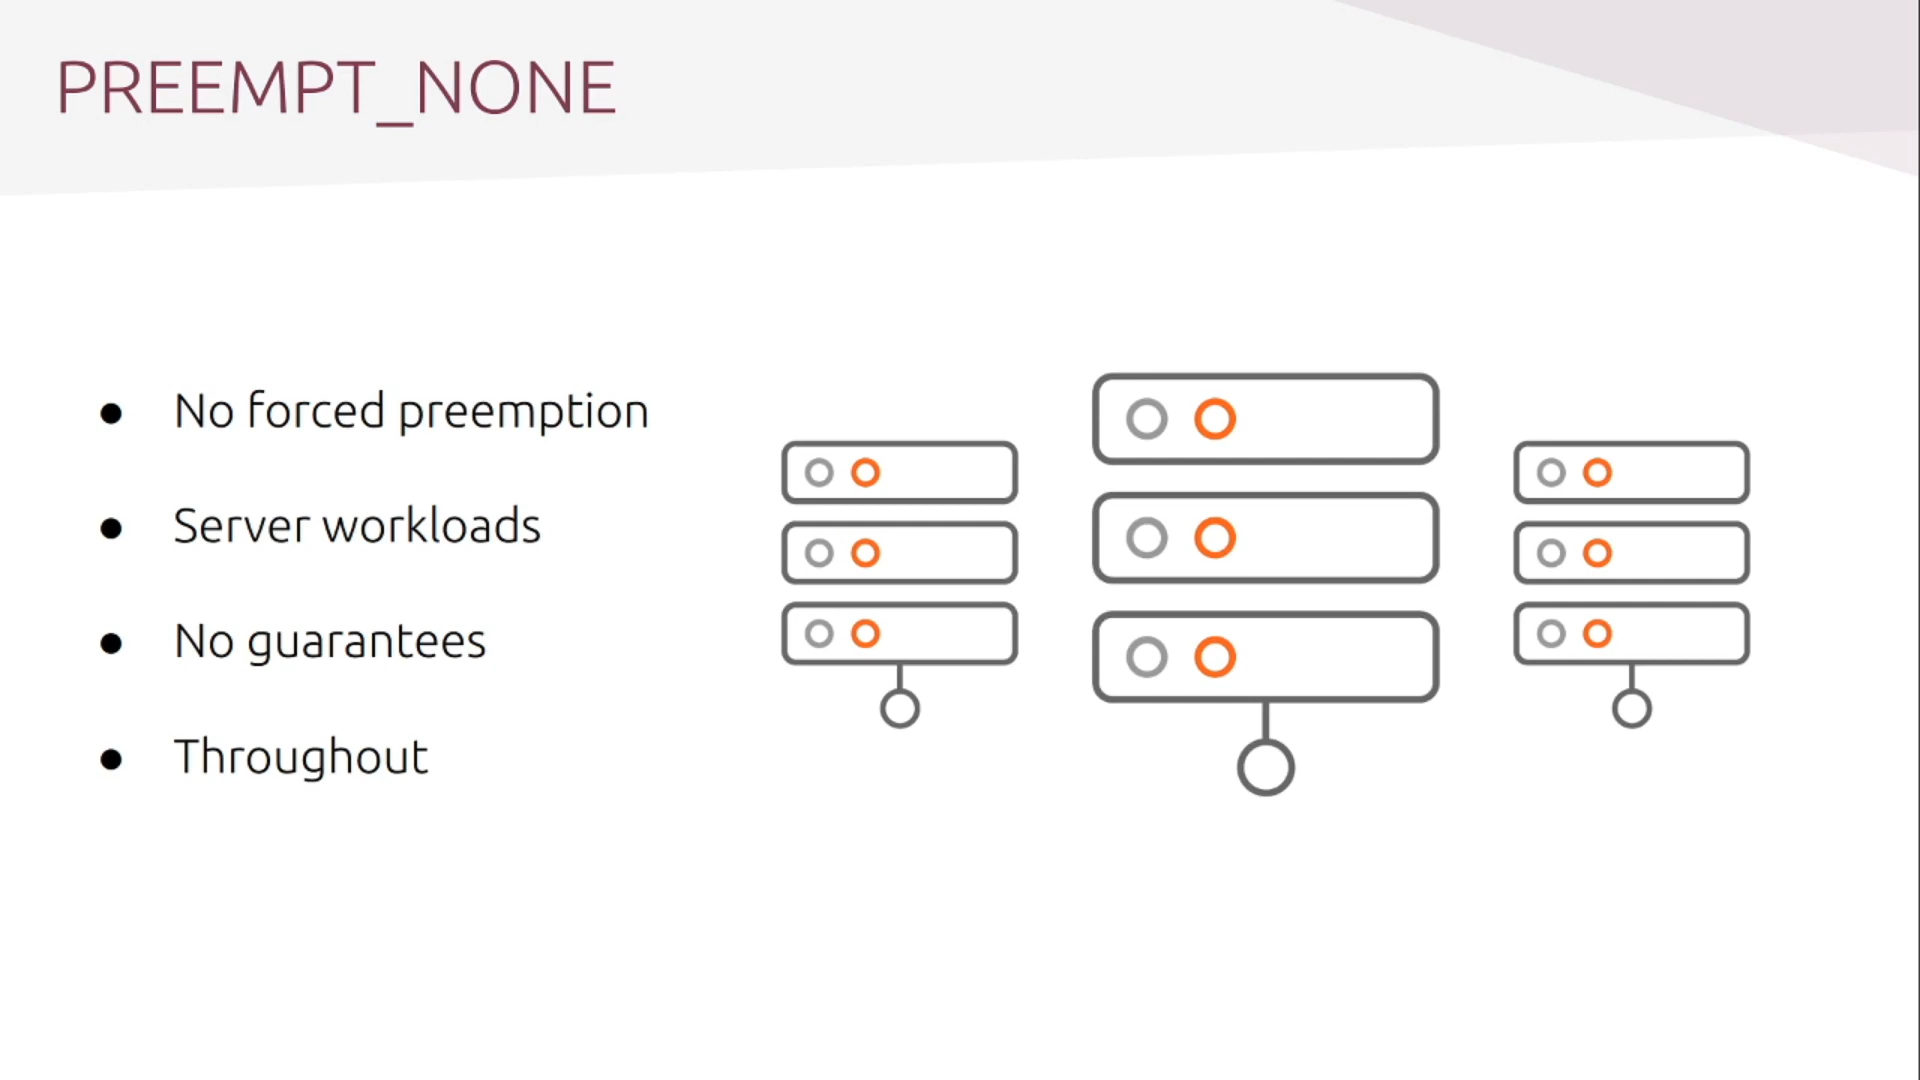 PREEMPT_NONE
● No forced preemption
● Server workloads
● No guarantees
● Throughout